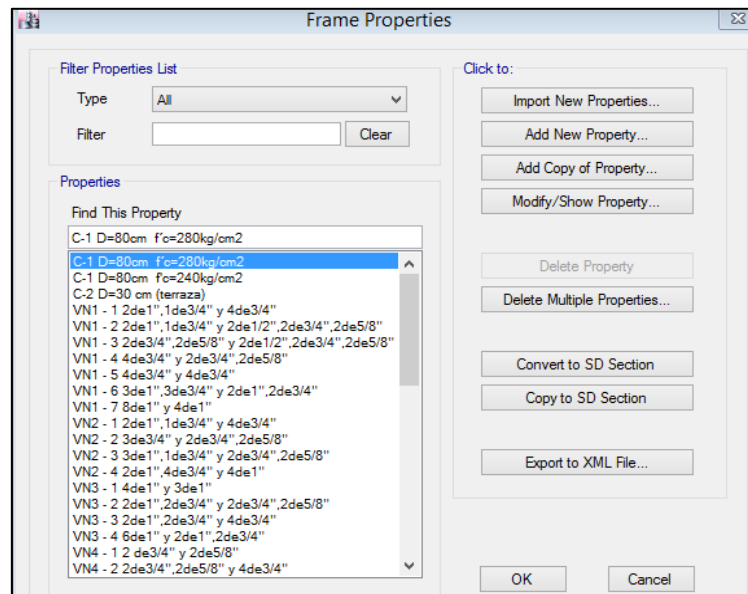 Frame Properties
Filter Properties List
Type All
Filter Clear
Properties
Find This Property
C-1 D=80cm f'c=280kg/cm2
C-1 D=80cm f'c=280kg/cm2
C-1 D=80cm f'c=240kg/cm2
C-2 D=30 cm (terraza)
VN1 - 1 2de1",1de3/4" y 4de3/4"
VN1 - 2 2de1",1de3/4" y 2de1/2",2de3/4",2de5/8"
VN1 - 3 2de3/4",2de5/8" y 2de1/2",2de3/4",2de5/8"
VN1 - 4 4de3/4" y 2de3/4",2de5/8"
VN1 - 5 4de3/4" y 4de3/4"
VN1 - 6 3de1",3de3/4" y 2de1",2de3/4"
VN1 - 7 8de1" y 4de1"
VN2 - 1 2de1",1de3/4" y 4de3/4"
VN2 - 2 3de3/4" y 2de3/4",2de5/8"
VN2 - 3 3de1",1de3/4" y 2de3/4",2de5/8"
VN2 - 4 2de1",4de3/4" y 4de1"
VN3 - 1 4de1" y 3de1"
VN3 - 2 2de1",2de3/4" y 2de3/4",2de5/8"
VN3 - 3 2de1",2de3/4" y 4de3/4"
VN3 - 4 6de1" y 2de1",2de3/4"
VN4 - 1 2 de3/4" y 2de5/8"
VN4 - 2 2de3/4",2de5/8" y 4de3/4"
Click to:
Import New Properties...
Add New Property...
Add Copy of Property...
Modify/Show Property...
Delete Property
Delete Multiple Properties...
Convert to SD Section
Copy to SD Section
Export to XML File...
OK Cancel